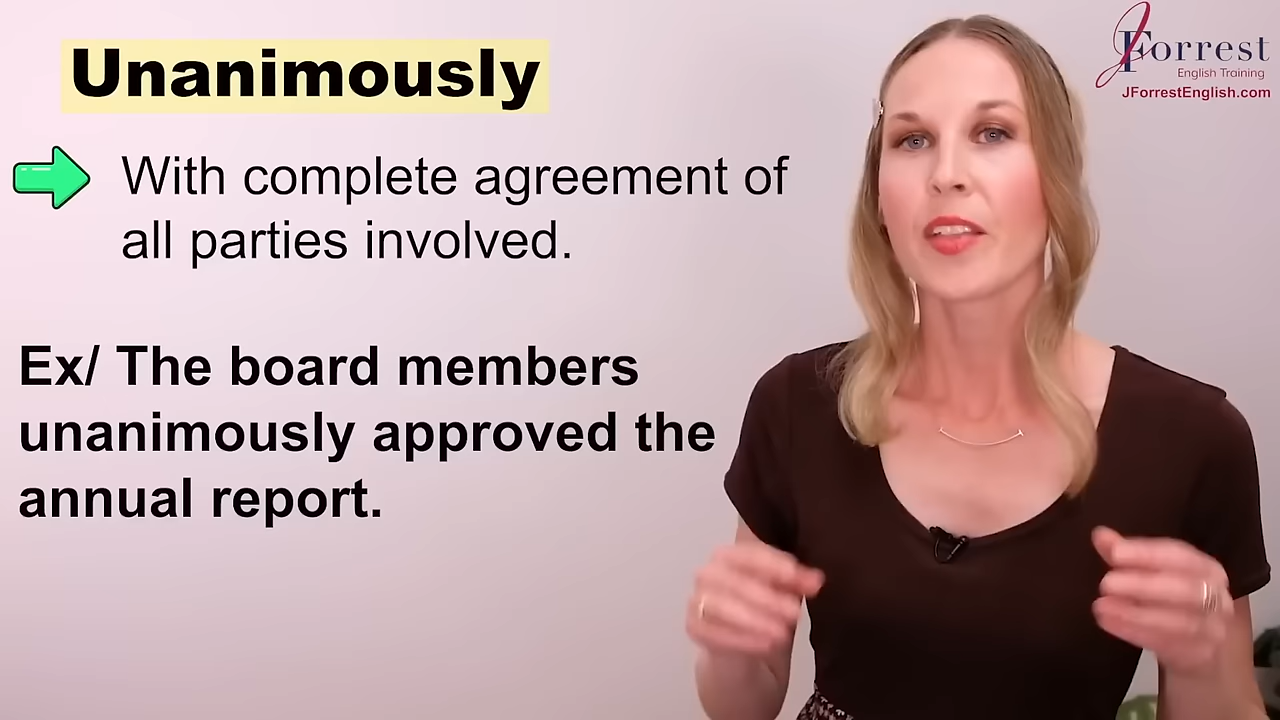 Unanimously
With complete agreement of
all parties involved.
Ex/ The board members
unanimously approved the
annual report.
JForrest
English Training
JForrestEnglish.com